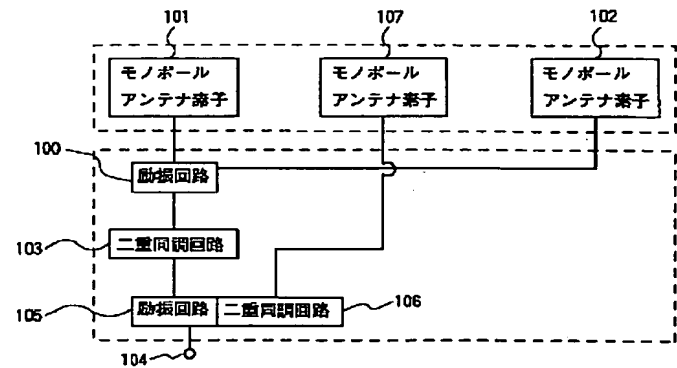 101
107
102
モノポール
アンテナ素子
モノポール
アンテナ素子
モノポール
アンテナ素子
100
励振回路
103
二重同調回路
105
励振回路
二重同調回路
106
104